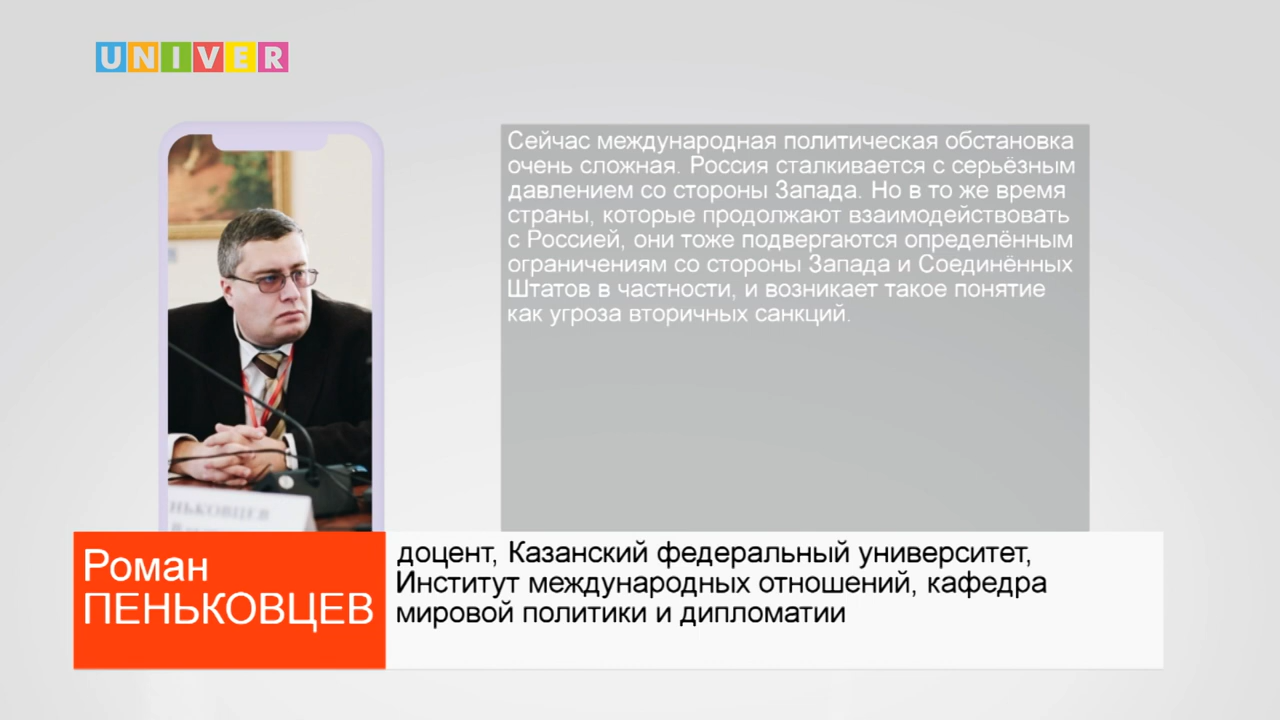 UNIVER
Сейчас международная политическая обстановка
очень сложная. Россия сталкивается с серьёзным
давлением со стороны Запада. Но в то же время
страны, которые продолжают взаимодействовать
с Россией, они тоже подвергаются определённым
ограничениям со стороны Запада и Соединённых
Штатов в частности, и возникает такое понятие
как угроза вторичных санкций.
НЬКОВЦЕВ
Роман
ПЕНЬКОВЦЕВ
доцент, Казанский федеральный университет,
Институт международных отношений, кафедра
мировой политики и дипломатии